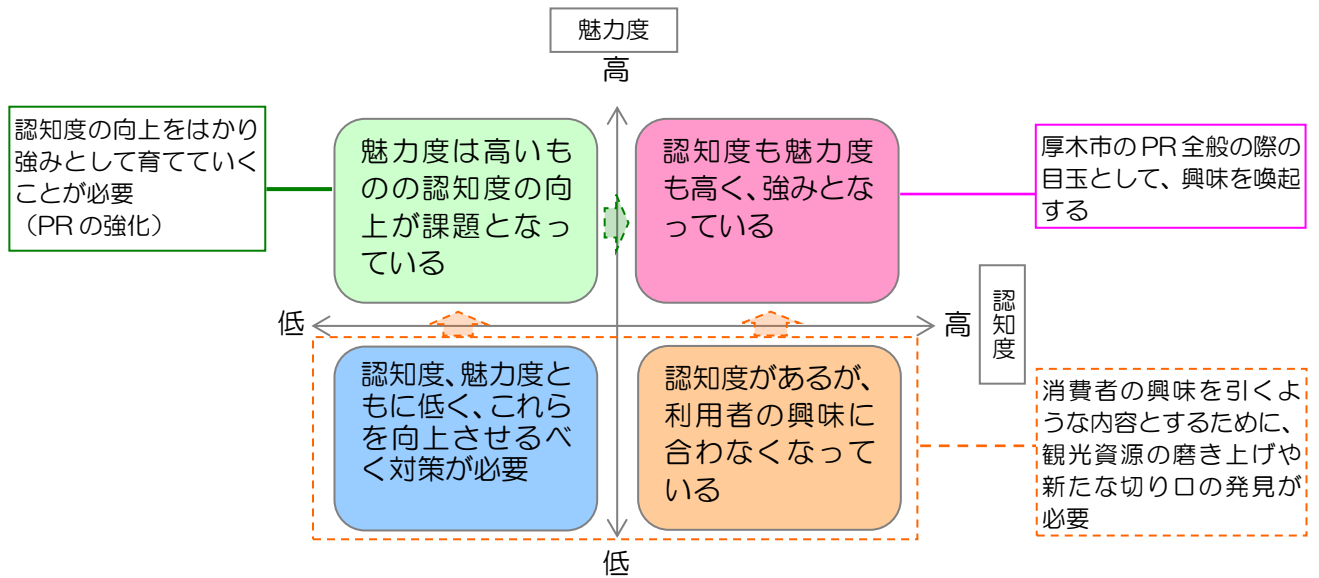 魅力度
高
認知度の向上をはかり
強みとして育てていく
ことが必要
（PRの強化）
魅力度は高いも
のの認知度の向
上が課題となっ
ている
認知度も魅力度
も高く、強みとな
っている
厚木市のPR全般の際の
目玉として、興味を喚起
する
低
高
認知度
認知度、魅力度と
もに低く、これら
を向上させるべ
く対策が必要
認知度があるが、
利用者の興味に
合わなくなって
いる
消費者の興味を引くよ
うな内容とするために、
観光資源の磨き上げや
新たな切り口の発見が
必要
低